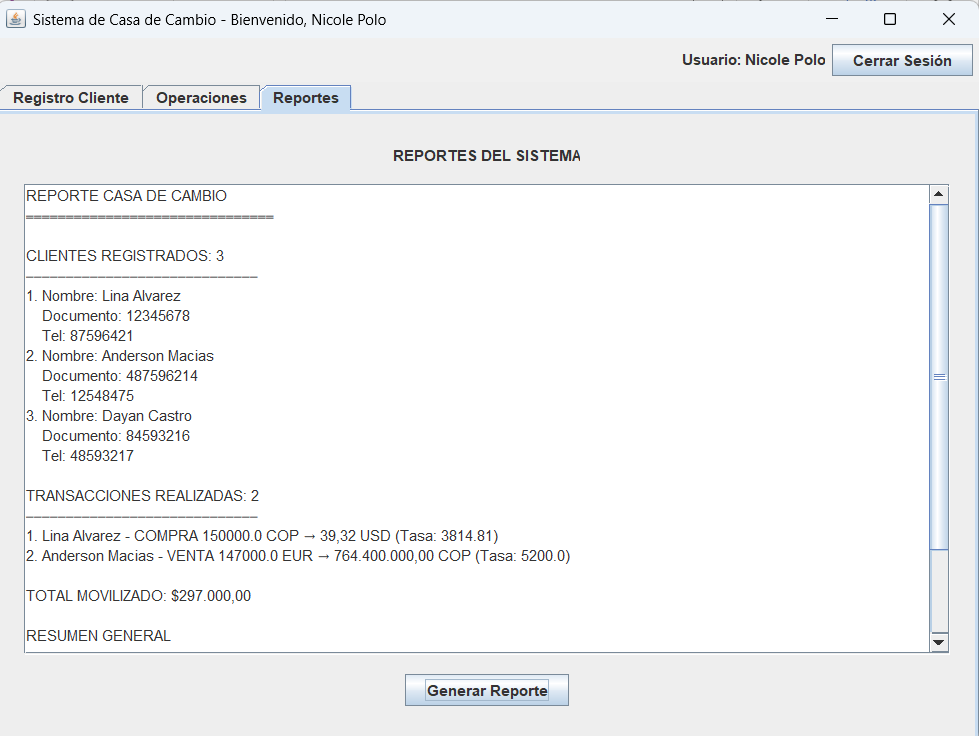 Sistema de Casa de Cambio - Bienvenido, Nicole Polo
Usuario: Nicole Polo
Cerrar Sesión
Registro Cliente
Operaciones
Reportes
REPORTES DEL SISTEMA
REPORTE CASA DE CAMBIO
===============================
CLIENTES REGISTRADOS: 3
-----------------------------
1. Nombre: Lina Alvarez
Documento: 12345678
Tel: 87596421
2. Nombre: Anderson Macias
Documento: 487596214
Tel: 12548475
3. Nombre: Dayan Castro
Documento: 84593216
Tel: 48593217
TRANSACCIONES REALIZADAS: 2
-----------------------------
1. Lina Alvarez - COMPRA 150000.0 COP → 39,32 USD (Tasa: 3814.81)
2. Anderson Macias - VENTA 147000.0 EUR → 764.400.000,00 COP (Tasa: 5200.0)
TOTAL MOVILIZADO: $297.000,00
RESUMEN GENERAL
Generar Reporte